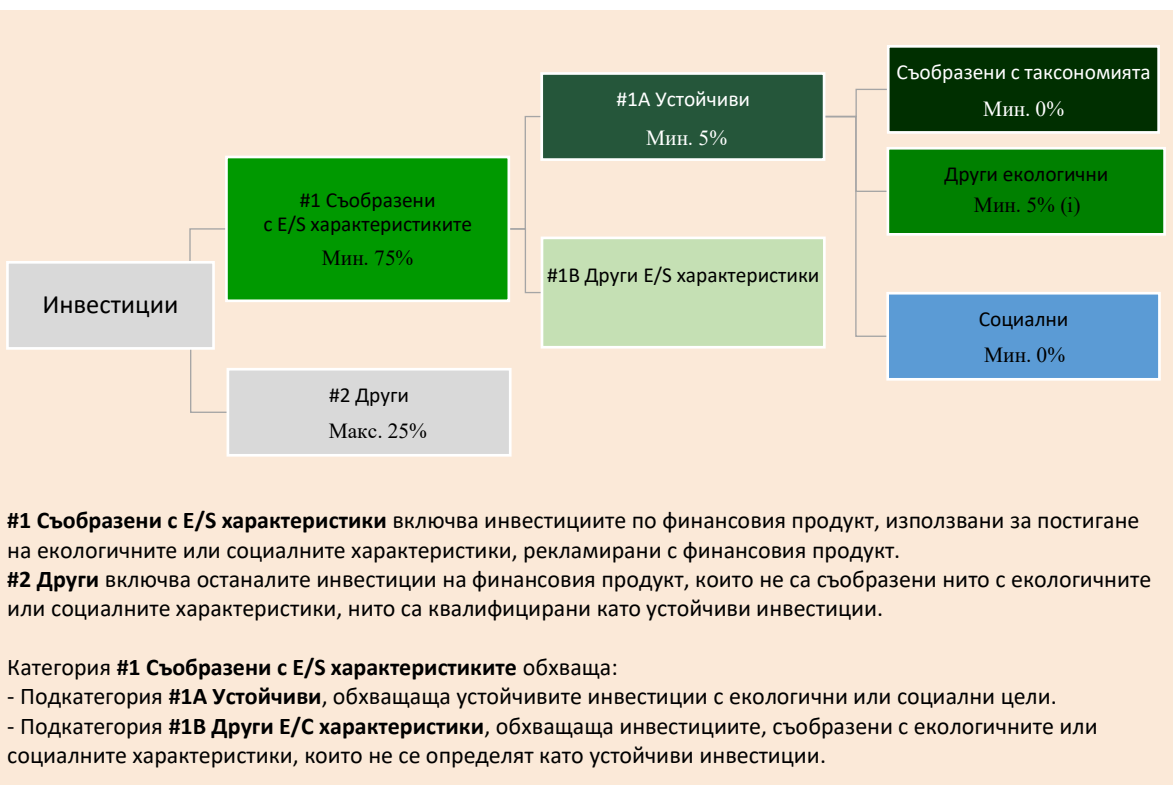 Инвестиции
#1 Съобразени
с E/S характеристиките
Мин. 75%
#2 Други
Макс. 25%
#1A Устойчиви
Мин. 5%
#1B Други E/S характеристики
Съобразени с таксономията
Мин. 0%
Други екологични
Мин. 5% (i)
Социални
Мин. 0%
#1 Съобразени с E/S характеристики включва инвестициите по финансовия продукт, използвани за постигане
на екологичните или социалните характеристики, рекламирани с финансовия продукт.
#2 Други включва останалите инвестиции на финансовия продукт, които не са съобразени нито с екологичните
или социалните характеристики, нито са квалифицирани като устойчиви инвестиции.
Категория #1 Съобразени с E/S характеристиките обхваща:
- Подкатегория #1A Устойчиви, обхващаща устойчивите инвестиции с екологични или социални цели.
- Подкатегория #1B Други E/С характеристики, обхващаща инвестициите, съобразени с екологичните или
социалните характеристики, които не се определят като устойчиви инвестиции.